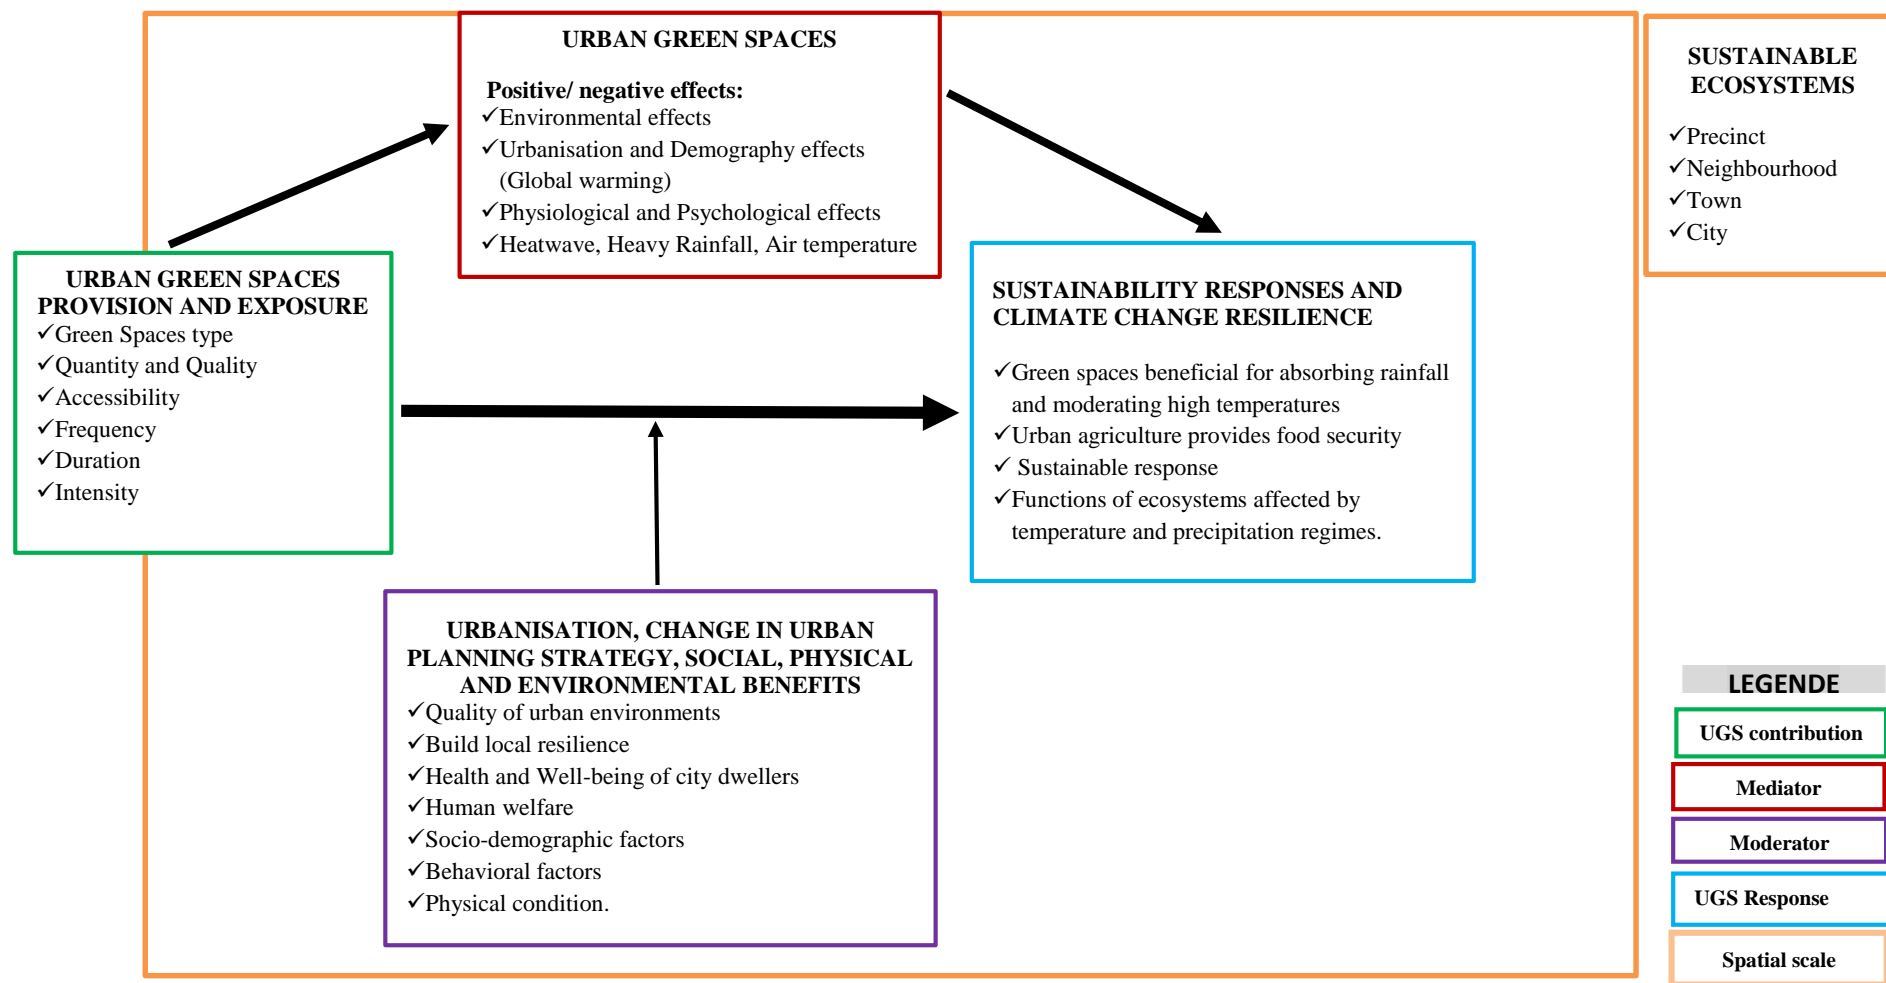 URBAN GREEN SPACES
Positive/ negative effects:
✓Environmental effects
✓Urbanisation and Demography effects
(Global warming)
✓Physiological and Psychological effects
✓Heatwave, Heavy Rainfall, Air temperature
SUSTAINABLE
ECOSYSTEMS
✓Precinct
✓Neighbourhood
✓Town
✓City
URBAN GREEN SPACES
PROVISION AND EXPOSURE
✓Green Spaces type
✓Quantity and Quality
✓Accessibility
✓Frequency
✓Duration
✓Intensity
SUSTAINABILITY RESPONSES AND
CLIMATE CHANGE RESILIENCE
✓Green spaces beneficial for absorbing rainfall
and moderating high temperatures
✓Urban agriculture provides food security
✓ Sustainable response
✓Functions of ecosystems affected by
temperature and precipitation regimes.
URBANISATION, CHANGE IN URBAN
PLANNING STRATEGY, SOCIAL, PHYSICAL
AND ENVIRONMENTAL BENEFITS
✓Quality of urban environments
✓Build local resilience
✓Health and Well-being of city dwellers
✓Human welfare
✓Socio-demographic factors
✓Behavioral factors
✓Physical condition.
LEGENDE
UGS contribution
Mediator
Moderator
UGS Response
Spatial scale